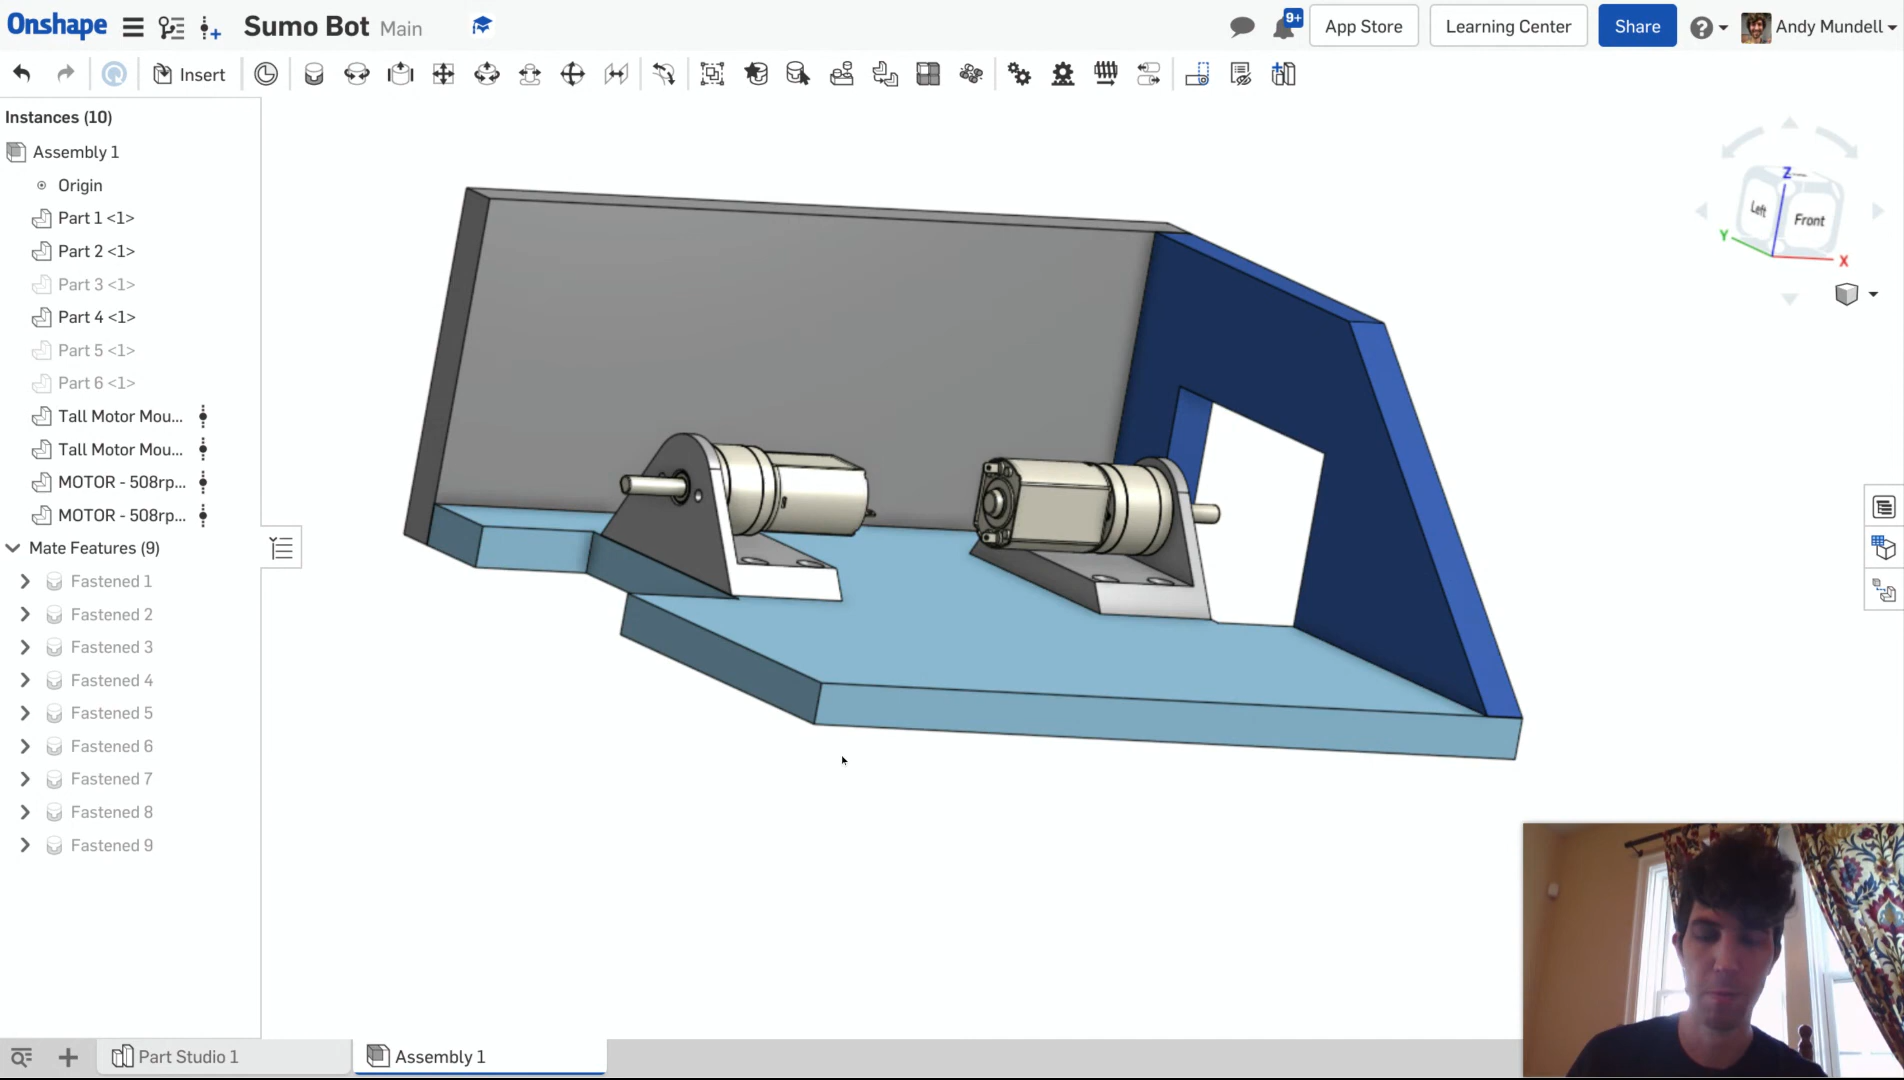 Onshape
Sumo Bot Main
9+
App Store
Learning Center
Share
?
Andy Mundell
Insert
Instances (10)
Assembly 1
Origin
Part 1 <1>
Part 2 <1>
Part 3 <1>
Part 4 <1>
Part 5 <1>
Part 6 <1>
Tall Motor Mou...
Tall Motor Mou...
MOTOR - 508rp...
MOTOR - 508rp...
Mate Features (9)
Fastened 1
Fastened 2
Fastened 3
Fastened 4
Fastened 5
Fastened 6
Fastened 7
Fastened 8
Fastened 9
Z
Left
Front
Y
X
Part Studio 1
Assembly 1